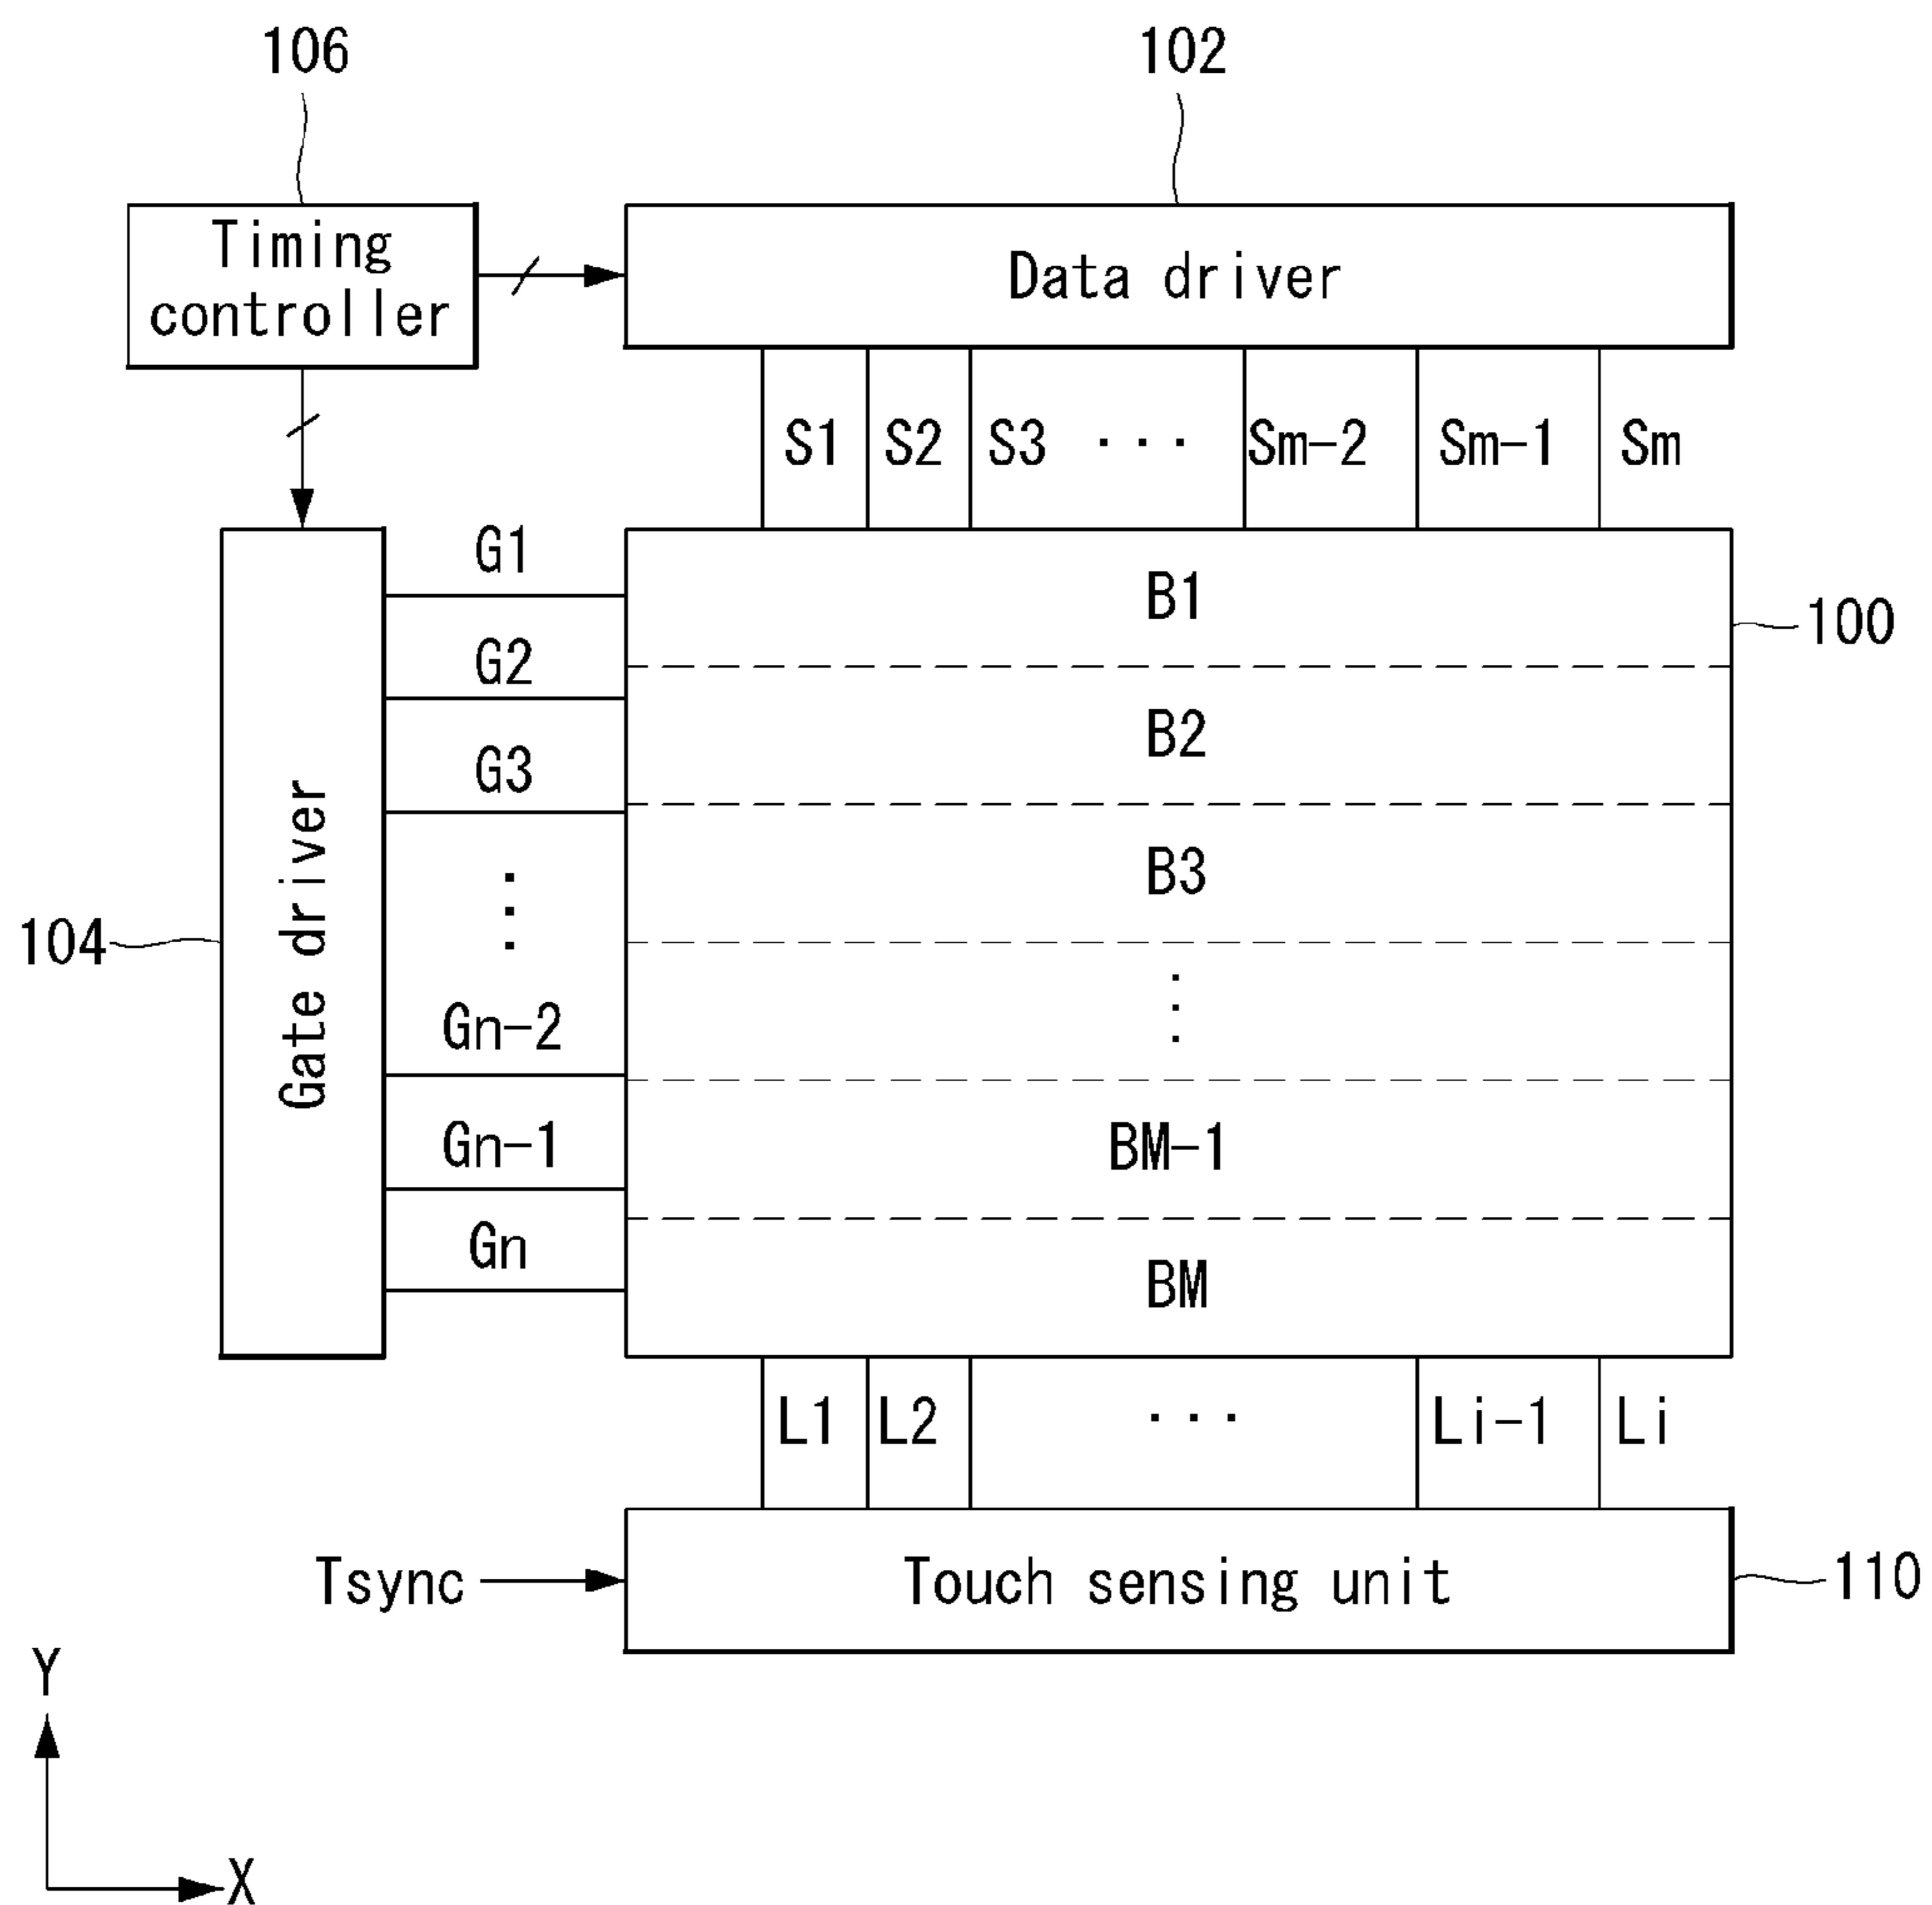 106
102
Timing
controller
Data driver
S1 S2 S3 ··· Sm-2 Sm-1 Sm
G1
G2
G3
⋮
Gn-2
Gn-1
Gn
Gate driver
104
B1
B2
B3
⋮
BM-1
BM
100
L1 L2 ··· Li-1 Li
Tsync
Touch sensing unit
110
Y
X